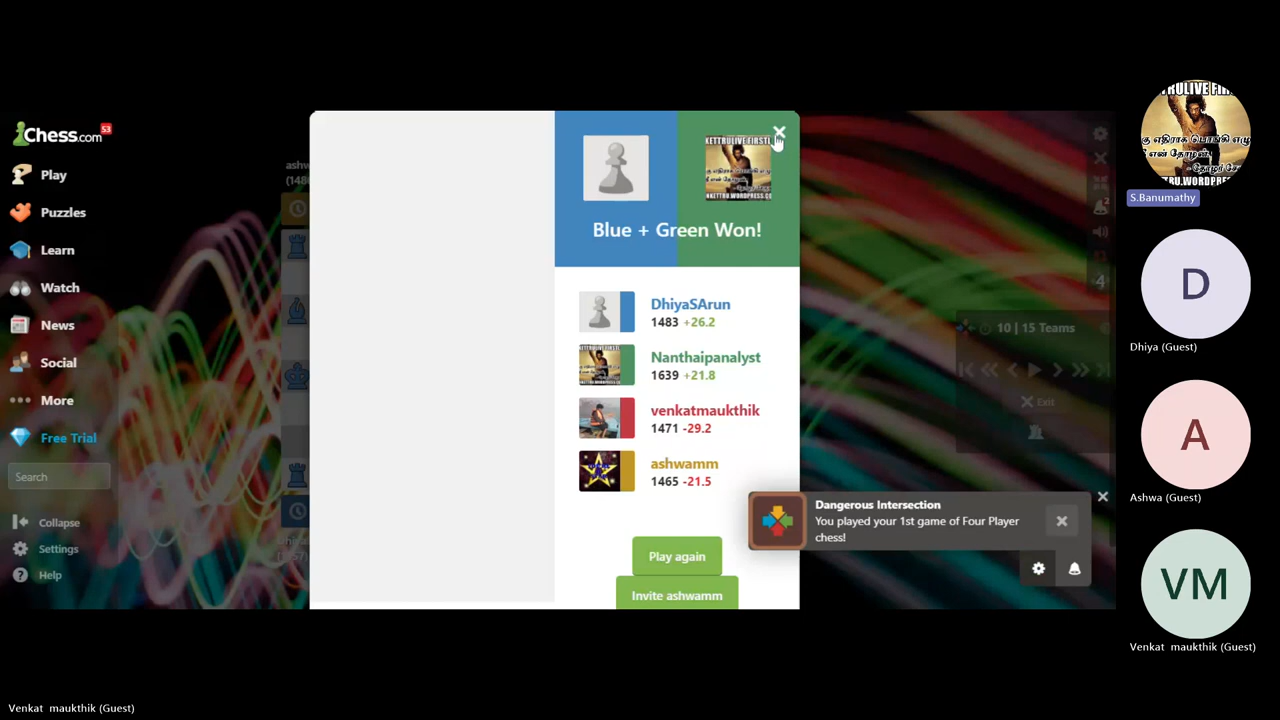 Chess.com
53
Play
Puzzles
Learn
Watch
News
Social
More
Free Trial
Search
Collapse
Settings
Help
Blue + Green Won!
DhiyaSArun
1483 +26.2
Nanthaipanalyst
1639 +21.8
venkatmaukthik
1471 -29.2
ashwamm
1465 -21.5
Play again
Invite ashwamm
10 | 15 Teams
Exit
Dangerous Intersection
You played your 1st game of Four Player
chess!
S.Banumathy
D
Dhiya (Guest)
A
Ashwa (Guest)
VM
Venkat maukthik (Guest)
Venkat maukthik (Guest)